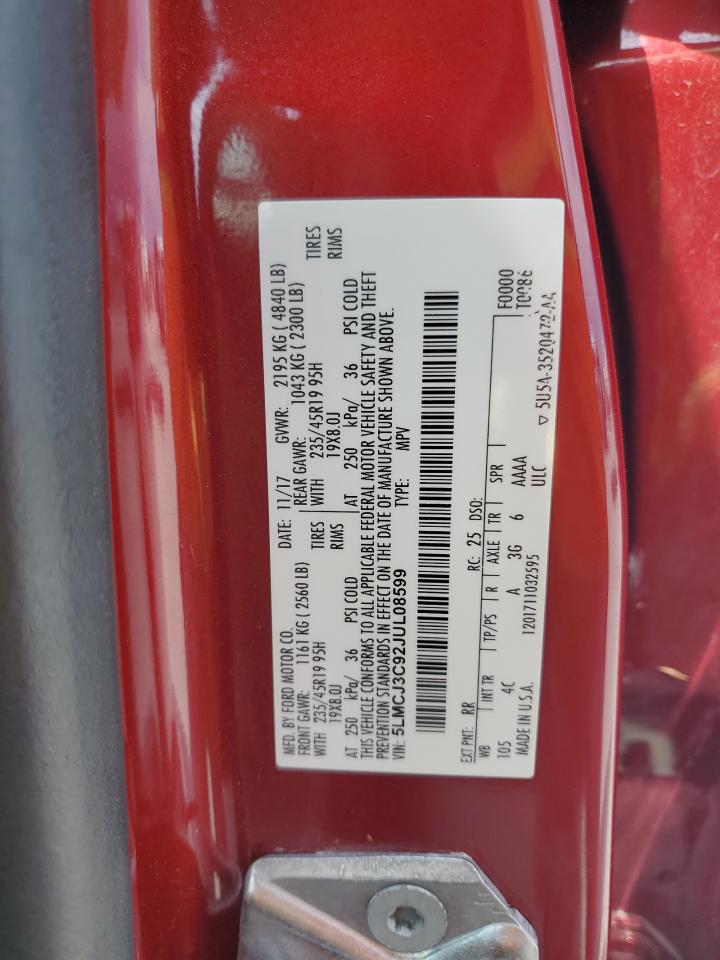 MFD. BY FORD MOTOR CO. DATE: 11/17 GVWR: 2195 KG ( 4840 LB)
FRONT GAWR: 1161 KG ( 2560 LB) REAR GAWR: 1043 KG ( 2300 LB)
WITH 235/45R19 95H TIRES WITH 235/45R19 95H TIRES
19X8.0J RIMS 19X8.0J RIMS
AT 250 kPa/ 36 PSI COLD AT 250 kPa/ 36 PSI COLD
THIS VEHICLE CONFORMS TO ALL APPLICABLE FEDERAL MOTOR VEHICLE SAFETY AND THEFT
PREVENTION STANDARDS IN EFFECT ON THE DATE OF MANUFACTURE SHOWN ABOVE.
VIN: 5LMCJ3C92JUL08599 TYPE: MPV
EXT PNT: RR RC: 25 DSO:
WB INT TR TP/PS R AXLE TR SPR F0000
105 4C A 3G 6 AAAA T0086
MADE IN U.S.A. 1201711032595 ULC
▽ 5U5A-3520472-AA